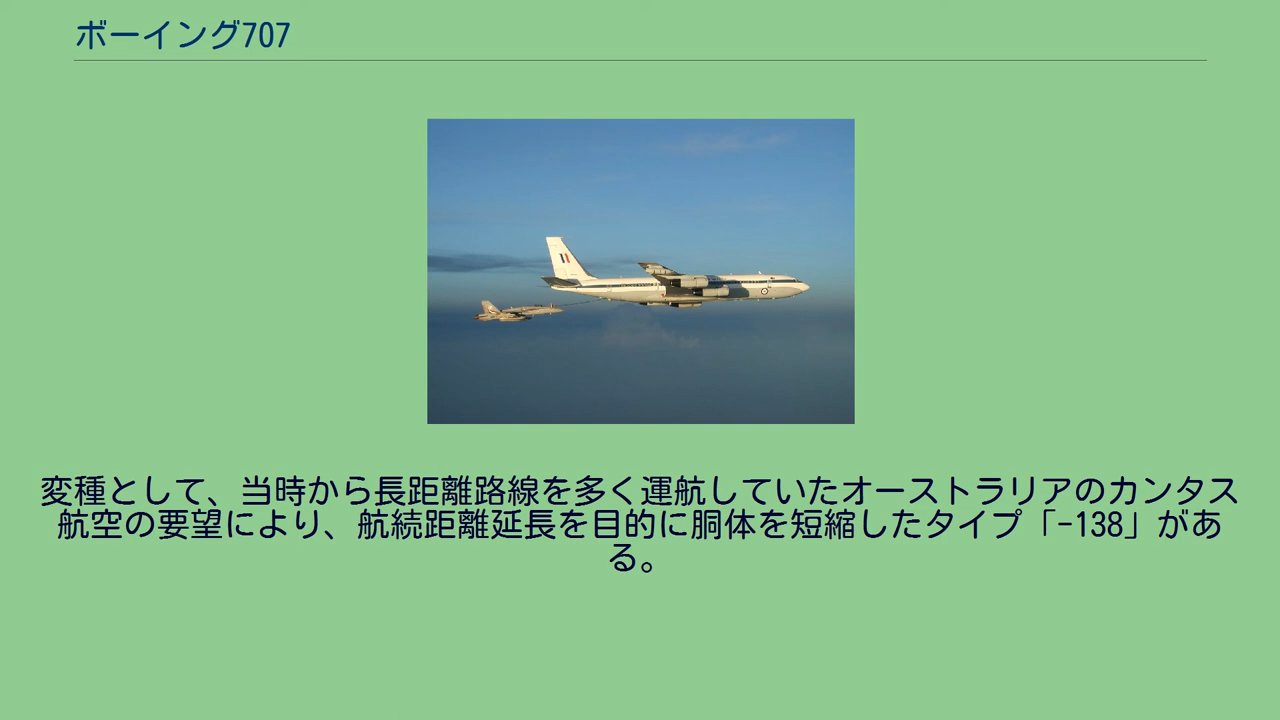 ボーイング707
変種として、当時から長距離路線を多く運航していたオーストラリアのカンタス
航空の要望により、航続距離延長を目的に胴体を短縮したタイプ「-138」があ
る。